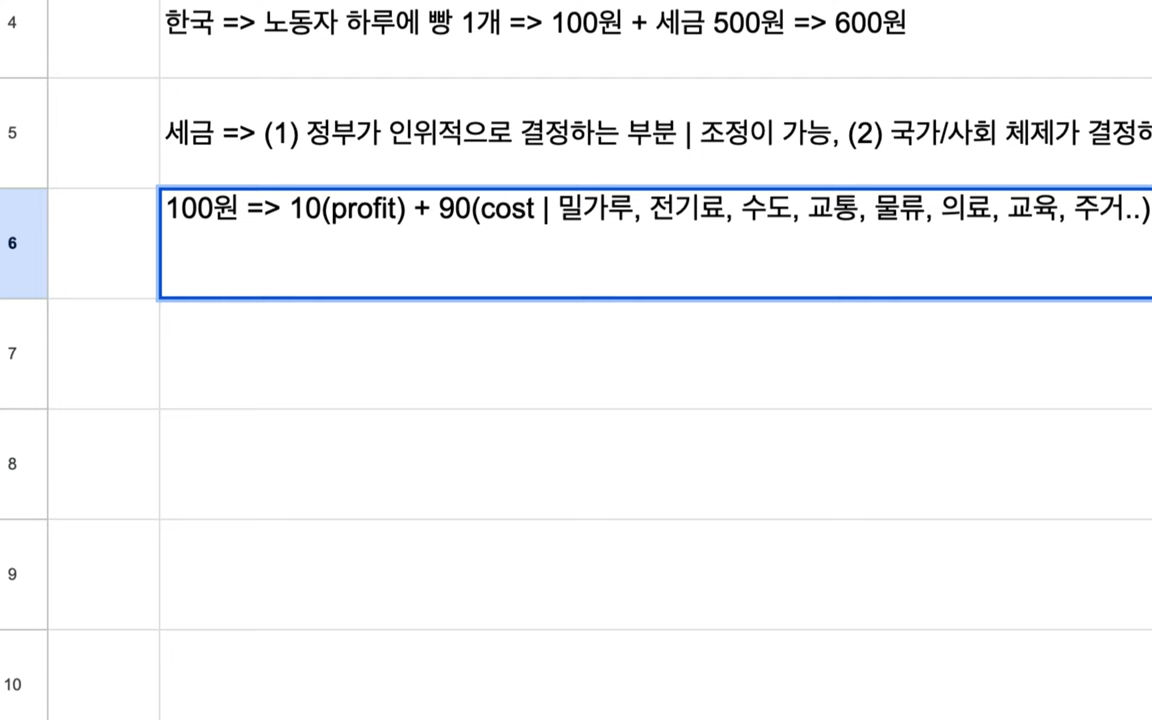 4 한국 => 노동자 하루에 빵 1개 => 100원 + 세금 500원 => 600원
5 세금 => (1) 정부가 인위적으로 결정하는 부분 | 조정이 가능, (2) 국가/사회 체제가
6 100원 => 10(profit) + 90(cost | 밀가루, 전기료, 수도, 교통, 물류, 의료, 교육, 주거..)
7
8
9
10